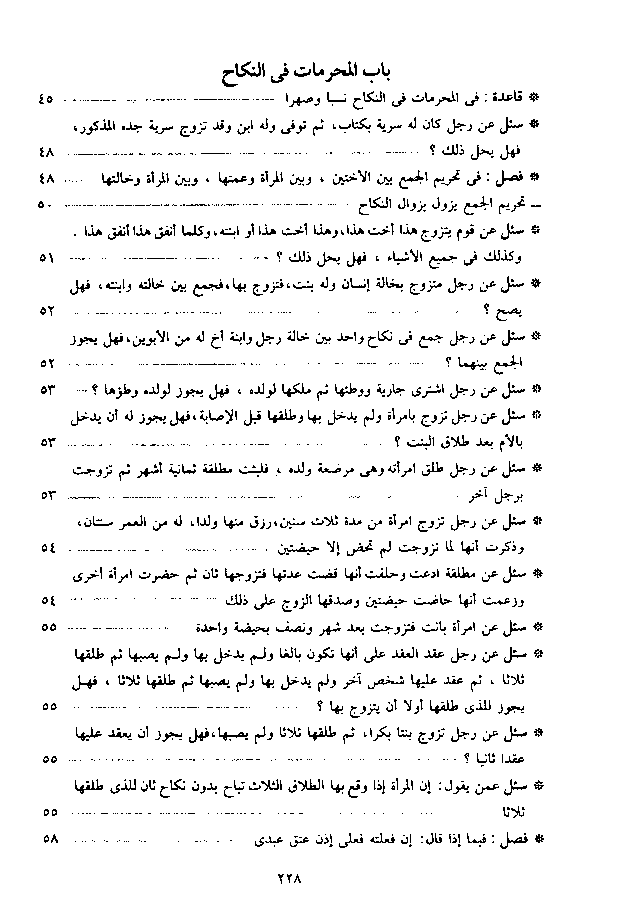 باب المحرمات فى النكاح
* قاعدة : فى المحرمات فى النكاح نسبا وصهرا ٤٥
* سئل عن رجل كان له سرية بكتاب، ثم توفى وله ابن وقد تزوج سرية جده المذكور،
فهل يحل ذلك ؟ ٤٨
* فصل : فى تحريم الجمع بين الأختين ، وبين المرأة وعمتها ، وبين المرأة وخالتها ٤٨
ــ تحريم الجمع يزول بزوال النكاح ٥٠
* سئل عن قوم يتزوج هذا أخت هذا، وهذا أخت هذا أو ابنته، وكلما أنفق هذا أنفق هذا .
وكذلك فى جميع الأشياء ، فهل يحل ذلك ؟ ٥١
* سئل عن رجل متزوج بخالة إنسان وله بنت، فتزوج بها، فجمع بين خالته وابنته، فهل
يصح ؟ ٥٢
* سئل عن رجل جمع فى نكاح واحد بين خالة رجل وابنة أخ له من الأبوين، فهل يجوز
الجمع بينهما ؟ ٥٢
* سئل عن رجل اشترى جارية ووطئها ثم ملكها لولده ، فهل يجوز لولده وطؤها ؟ ٥٣
* سئل عن رجل تزوج بامرأة ولم يدخل بها وطلقها قبل الإصابة، فهل يجوز له أن يدخل
بالأم بعد طلاق البنت ؟ ٥٣
* سئل عن رجل طلق امرأته وهى مرضعة ولده ، فلبثت مطلقة ثمانية أشهر ثم تزوجت
برجل آخر ٥٣
* سئل عن رجل تزوج امرأة من مدة ثلاث سنين، رزق منها ولدا، له من العمر سنتان،
وذكرت أنها لما تزوجت لم تحض إلا حيضتين ٥٤
* سئل عن مطلقة ادعت وحلفت أنها قضت عدتها فتزوجها ثان ثم حضرت امرأة أخرى
وزعمت أنها حاضت حيضتين وصدقها الزوج على ذلك ٥٤
* سئل عن امرأة بانت فتزوجت بعد شهر ونصف بحيضة واحدة ٥٥
* سئل عن رجل عقد العقد على أنها تكون بالغا ولم يدخل بها ولم يصبها ثم طلقها
ثلاثا ، ثم عقد عليها شخص آخر ولم يدخل بها ولم يصبها ثم طلقها ثلاثا ، فهل
يجوز للذى طلقها أولا أن يتزوج بها ؟ ٥٥
* سئل عن رجل تزوج بنتا بكرا، ثم طلقها ثلاثا ولم يصبها، فهل يجوز أن يعقد عليها
عقدا ثانيا ؟ ٥٥
* سئل عمن يقول: إن المرأة إذا وقع بها الطلاق الثلاث تباح بدون نكاح ثان للذى طلقها
ثلاثا ٥٥
* فصل : فيما إذا قال: إن فعلته فعلى إذن عتق عبدى ٥٨
٢٢٨